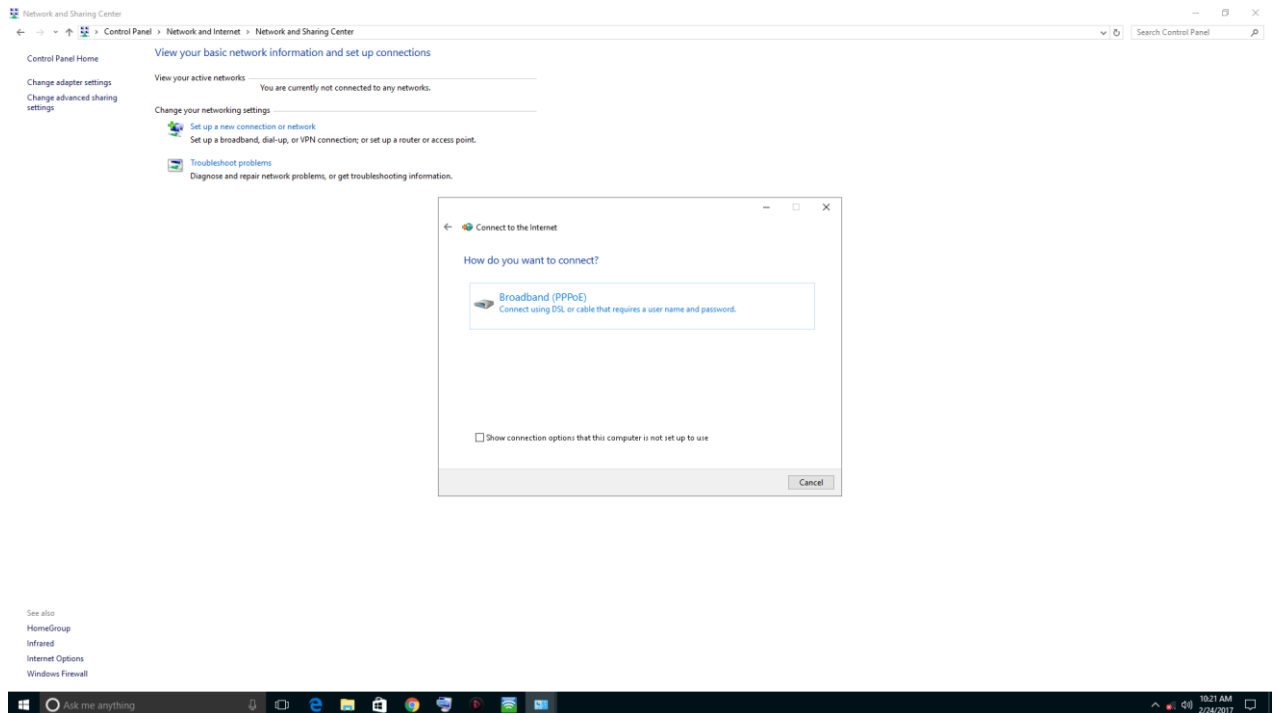 Network and Sharing Center
Control Panel > Network and Internet > Network and Sharing Center
Search Control Panel
Control Panel Home
Change adapter settings
Change advanced sharing
settings
View your basic network information and set up connections
View your active networks
You are currently not connected to any networks.
Change your networking settings
Set up a new connection or network
Set up a broadband, dial-up, or VPN connection; or set up a router or access point.
Troubleshoot problems
Diagnose and repair network problems, or get troubleshooting information.
Connect to the Internet
How do you want to connect?
Broadband (PPPoE)
Connect using DSL or cable that requires a user name and password.
Show connection options that this computer is not set up to use
Cancel
See also
HomeGroup
Infrared
Internet Options
Windows Firewall
Ask me anything
10:21 AM
2/24/2017